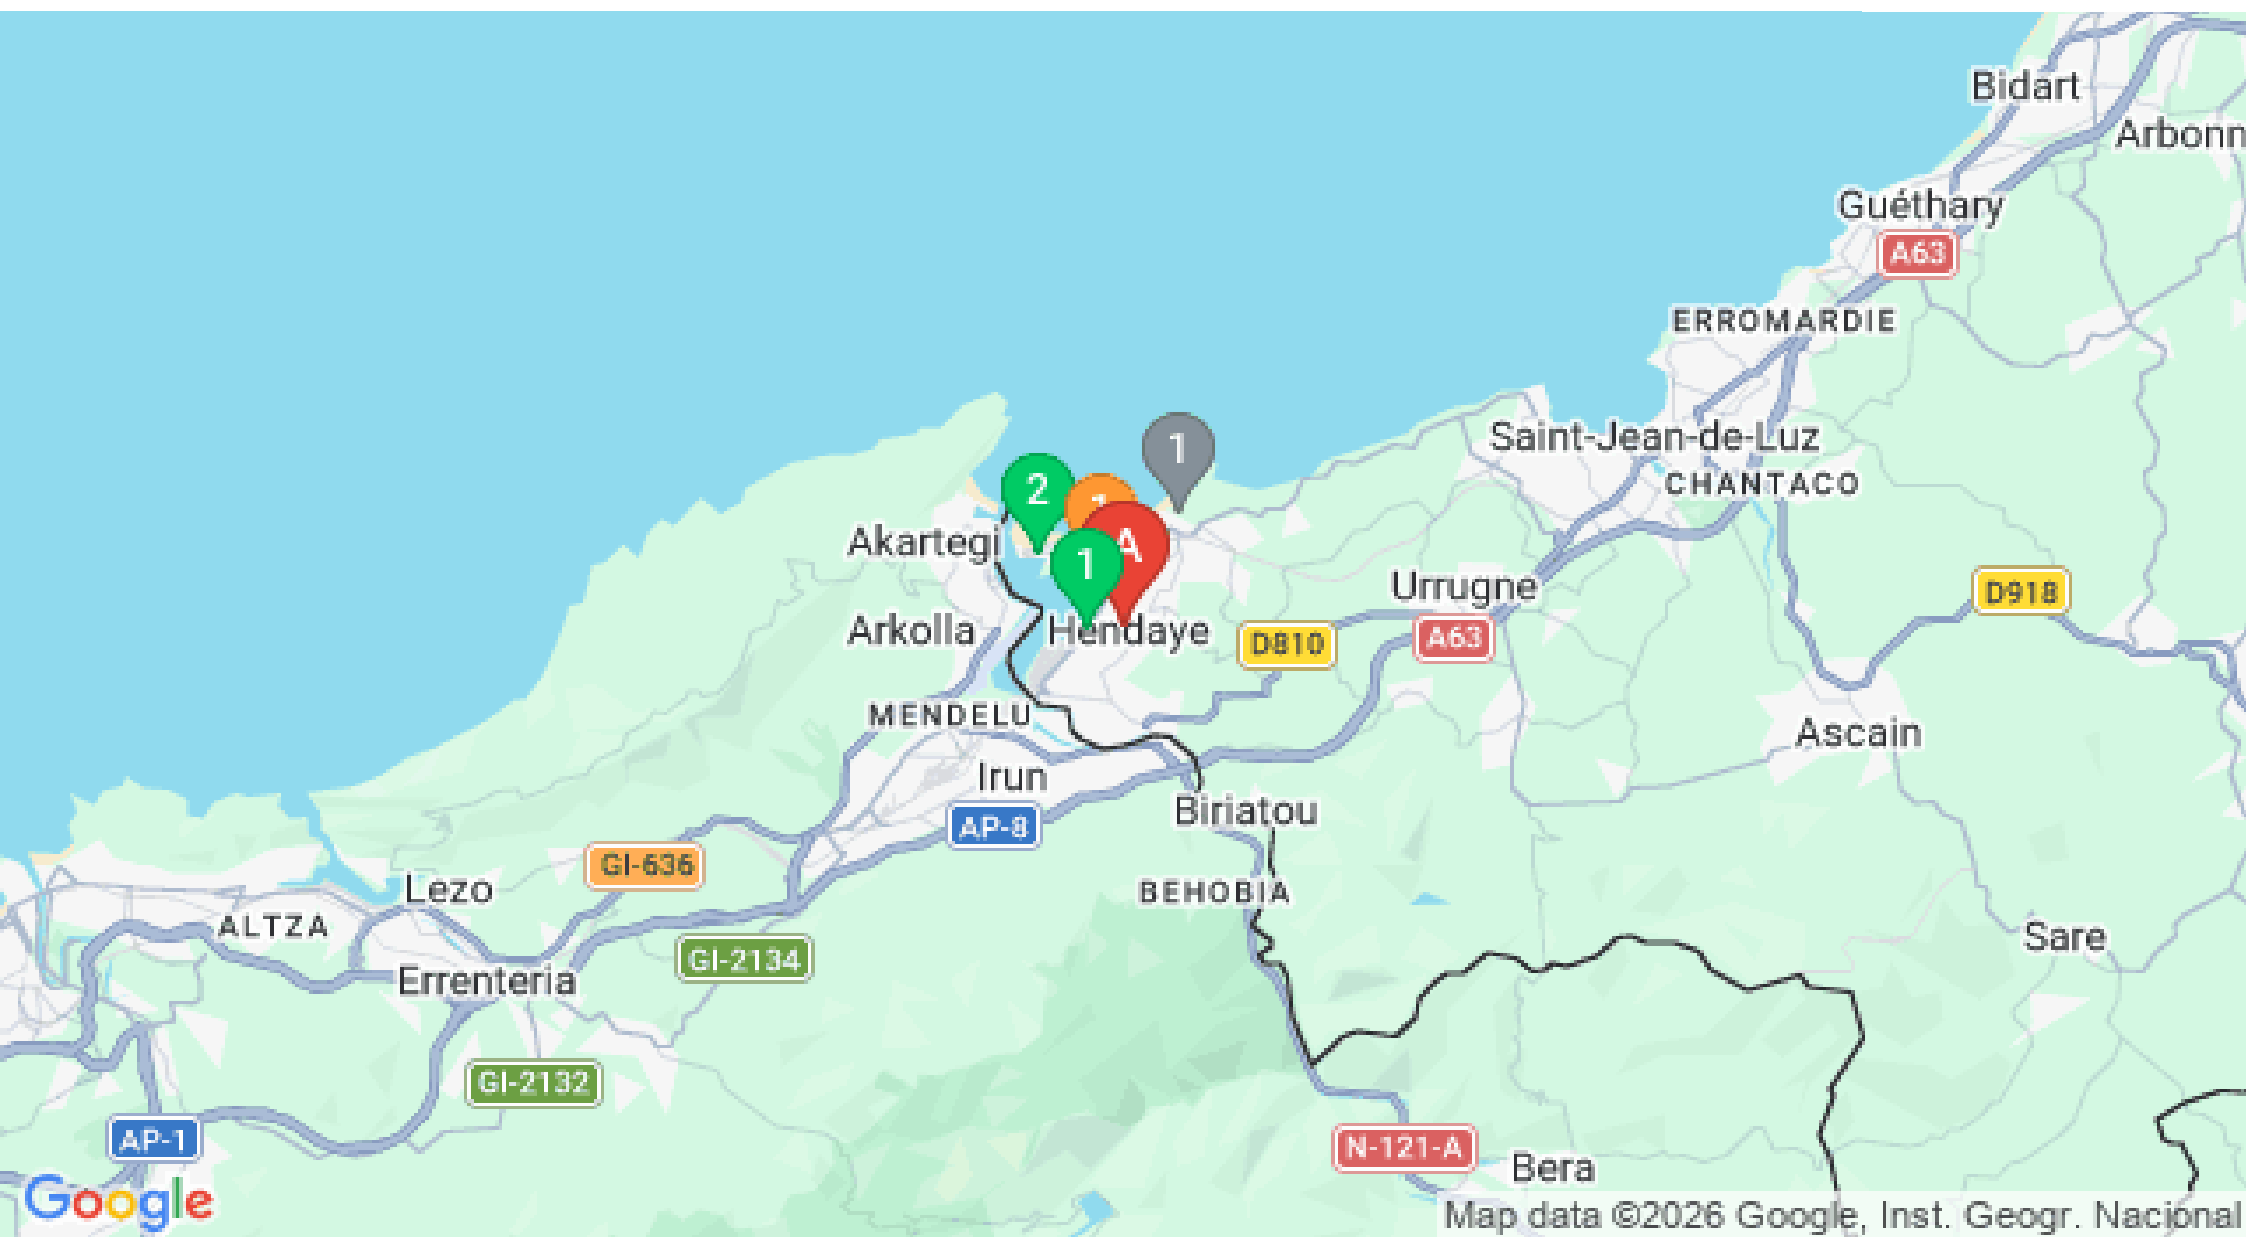 Bidart
Arbonn
Guéthary
A63
ERROMARDIE
Saint-Jean-de-Luz
CHANTACO
1
2
1
A
1
Akartegi
Urrugne
D918
Arkolla
Hendaye
D810
A63
MENDELU
Ascain
Irun
Biriatou
AP-8
GI-636
Lezo
BEHOBIA
ALTZA
Sare
GI-2134
Errenteria
GI-2132
AP-1
N-121-A
Bera
Google
Map data ©2026 Google, Inst. Geogr. Nacional